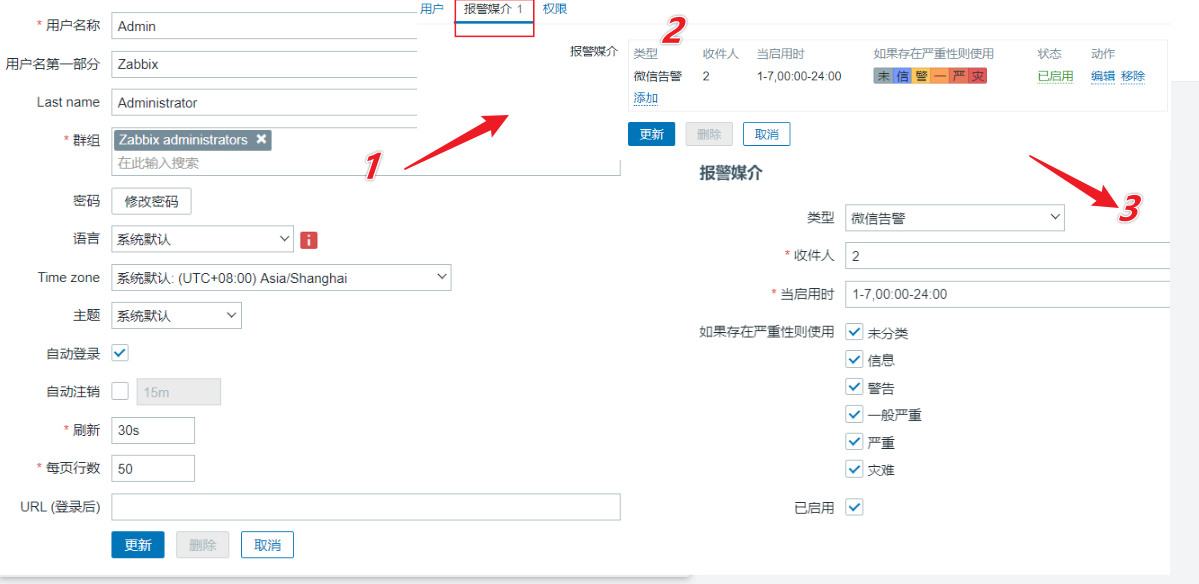 用户 报警媒介 1 权限
* 用户名称 Admin
用户名第一部分 Zabbix
Last name Administrator
* 群组 Zabbix administrators ✖
在此输入搜索
密码 修改密码
语言 系统默认
Time zone 系统默认: (UTC+08:00) Asia/Shanghai
主题 系统默认
自动登录
自动注销 15m
* 刷新 30s
* 每页行数 50
URL (登录后)
更新 删除 取消
1
2
报警媒介 类型 收件人 当启用时 如果存在严重性则使用 状态 动作
微信告警 2 1-7,00:00-24:00 未 信 警 一 严 灾 已启用 编辑 移除
添加
更新 删除 取消
3
报警媒介
类型 微信告警
* 收件人 2
* 当启用时 1-7,00:00-24:00
如果存在严重性则使用 未分类
信息
警告
一般严重
严重
灾难
已启用